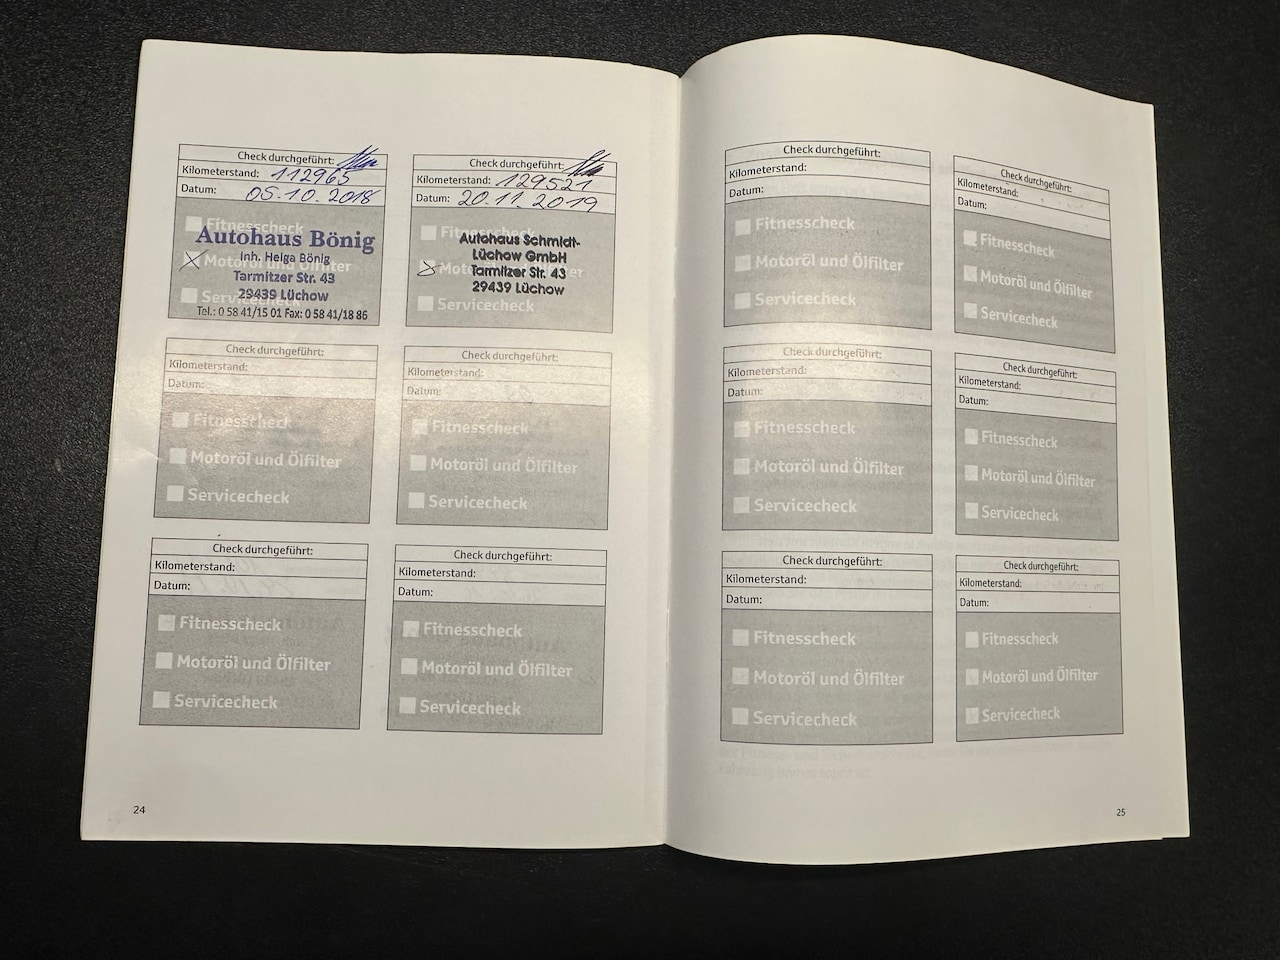 Check durchgeführt:
Kilometerstand: 112965
Datum: 05.10.2018
Fitnesscheck
Autohaus Bönig
Inh. Helga Bönig
Motoröl und Ölfilter
Tarmitzer Str. 43
29439 Lüchow
Servicecheck
Tel.: 0 58 41/15 01 Fax: 0 58 41/18 86
Check durchgeführt:
Kilometerstand: 129521
Datum: 20.11.2019
Fitnesscheck
Autohaus Schmidt-
Lüchow GmbH
Motoröl und Ölfilter
Tarmitzer Str. 43
29439 Lüchow
Servicecheck
Check durchgeführt:
Kilometerstand:
Datum:
Fitnesscheck
Motoröl und Ölfilter
Servicecheck
Check durchgeführt:
Kilometerstand:
Datum:
Fitnesscheck
Motoröl und Ölfilter
Servicecheck
Check durchgeführt:
Kilometerstand:
Datum:
Fitnesscheck
Motoröl und Ölfilter
Servicecheck
Check durchgeführt:
Kilometerstand:
Datum:
Fitnesscheck
Motoröl und Ölfilter
Servicecheck
24
Check durchgeführt:
Kilometerstand:
Datum:
Fitnesscheck
Motoröl und Ölfilter
Servicecheck
Check durchgeführt:
Kilometerstand:
Datum:
Fitnesscheck
Motoröl und Ölfilter
Servicecheck
Check durchgeführt:
Kilometerstand:
Datum:
Fitnesscheck
Motoröl und Ölfilter
Servicecheck
Check durchgeführt:
Kilometerstand:
Datum:
Fitnesscheck
Motoröl und Ölfilter
Servicecheck
Check durchgeführt:
Kilometerstand:
Datum:
Fitnesscheck
Motoröl und Ölfilter
Servicecheck
Check durchgeführt:
Kilometerstand:
Datum:
Fitnesscheck
Motoröl und Ölfilter
Servicecheck
25